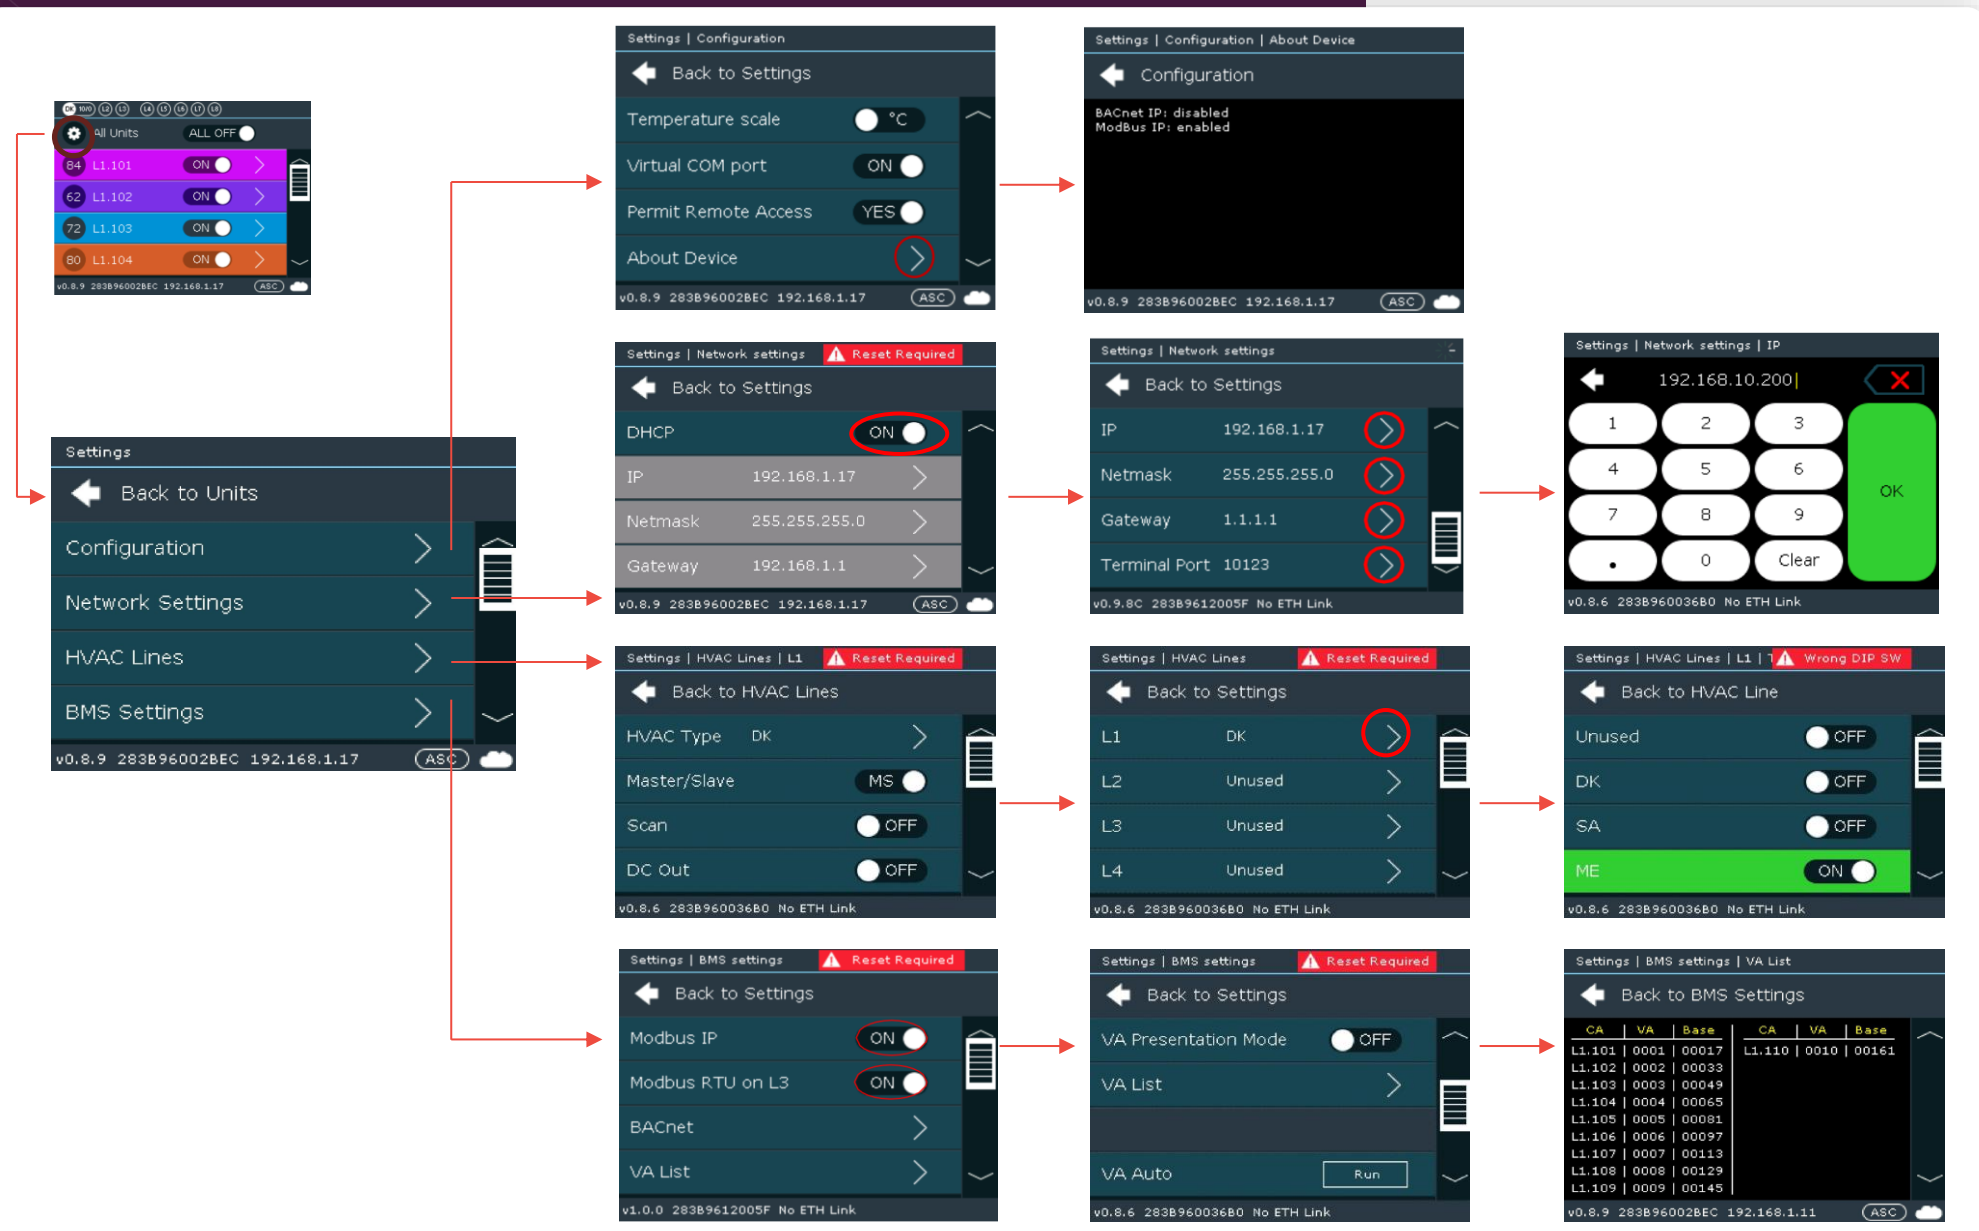 DK 10/0 L2 L3 L4 L5 L6 L7 L8
All Units ALL OFF
84 L1.101 ON
62 L1.102 ON
72 L1.103 ON
80 L1.104 ON
v0.8.9 283B96002BEC 192.168.1.17 ASC
Settings
Back to Units
Configuration
Network Settings
HVAC Lines
BMS Settings
v0.8.9 283B96002BEC 192.168.1.17 ASC
Settings | Configuration
Back to Settings
Temperature scale °C
Virtual COM port ON
Permit Remote Access YES
About Device
v0.8.9 283B96002BEC 192.168.1.17 ASC
Settings | Configuration | About Device
Configuration
BACnet IP: disabled
ModBus IP: enabled
v0.8.9 283B96002BEC 192.168.1.17 ASC
Settings | Network settings Reset Required
Back to Settings
DHCP ON
IP 192.168.1.17
Netmask 255.255.255.0
Gateway 192.168.1.1
v0.8.9 283B96002BEC 192.168.1.17 ASC
Settings | Network settings
Back to Settings
IP 192.168.1.17
Netmask 255.255.255.0
Gateway 1.1.1.1
Terminal Port 10123
v0.9.8C 283B9612005F No ETH Link
Settings | Network settings | IP
192.168.10.200|
1 2 3
4 5 6
OK
7 8 9
. 0 Clear
v0.8.6 283B960036B0 No ETH Link
Settings | HVAC Lines | L1 Reset Required
Back to HVAC Lines
HVAC Type DK
Master/Slave MS
Scan OFF
DC Out OFF
v0.8.6 283B960036B0 No ETH Link
Settings | HVAC Lines Reset Required
Back to Settings
L1 DK
L2 Unused
L3 Unused
L4 Unused
v0.8.6 283B960036B0 No ETH Link
Settings | HVAC Lines | L1 | Wrong DIP SW
Back to HVAC Line
Unused OFF
DK OFF
SA OFF
ME ON
v0.8.6 283B960036B0 No ETH Link
Settings | BMS settings Reset Required
Back to Settings
Modbus IP ON
Modbus RTU on L3 ON
BACnet
VA List
v1.0.0 283B9612005F No ETH Link
Settings | BMS settings Reset Required
Back to Settings
VA Presentation Mode OFF
VA List
VA Auto Run
v0.8.6 283B960036B0 No ETH Link
Settings | BMS settings | VA List
Back to BMS Settings
CA | VA | Base CA | VA | Base
L1.101 | 0001 | 00017 L1.110 | 0010 | 00161
L1.102 | 0002 | 00033
L1.103 | 0003 | 00049
L1.104 | 0004 | 00065
L1.105 | 0005 | 00081
L1.106 | 0006 | 00097
L1.107 | 0007 | 00113
L1.108 | 0008 | 00129
L1.109 | 0009 | 00145
v0.8.9 283B96002BEC 192.168.1.11 ASC